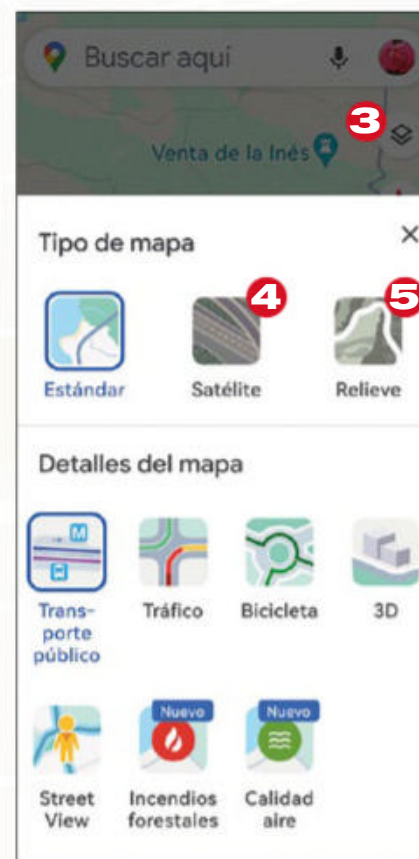 Buscar aquí
3
Venta de la Inés
Tipo de mapa
4
5
Estándar
Satélite
Relieve
Detalles del mapa
M
Trans-
porte
público
Tráfico
Bicicleta
3D
Nuevo
Nuevo
Street
View
Incendios
forestales
Calidad
aire